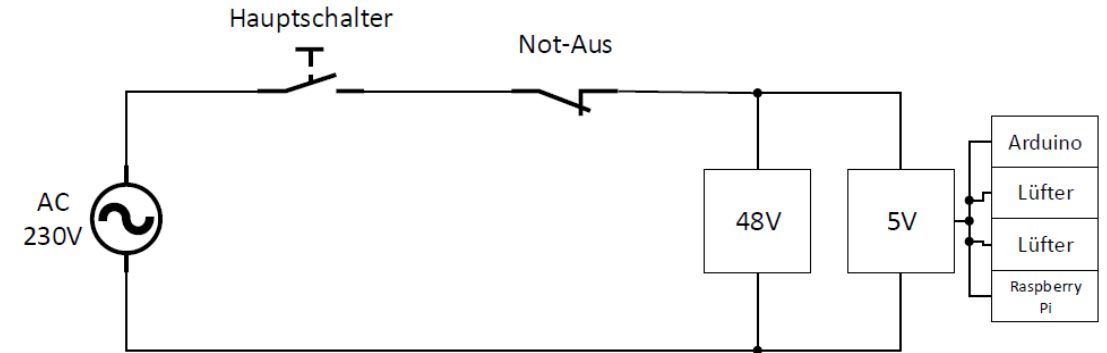 Hauptschalter
Not-Aus
AC
230V
48V
5V
Arduino
Lüfter
Lüfter
Raspberry
Pi